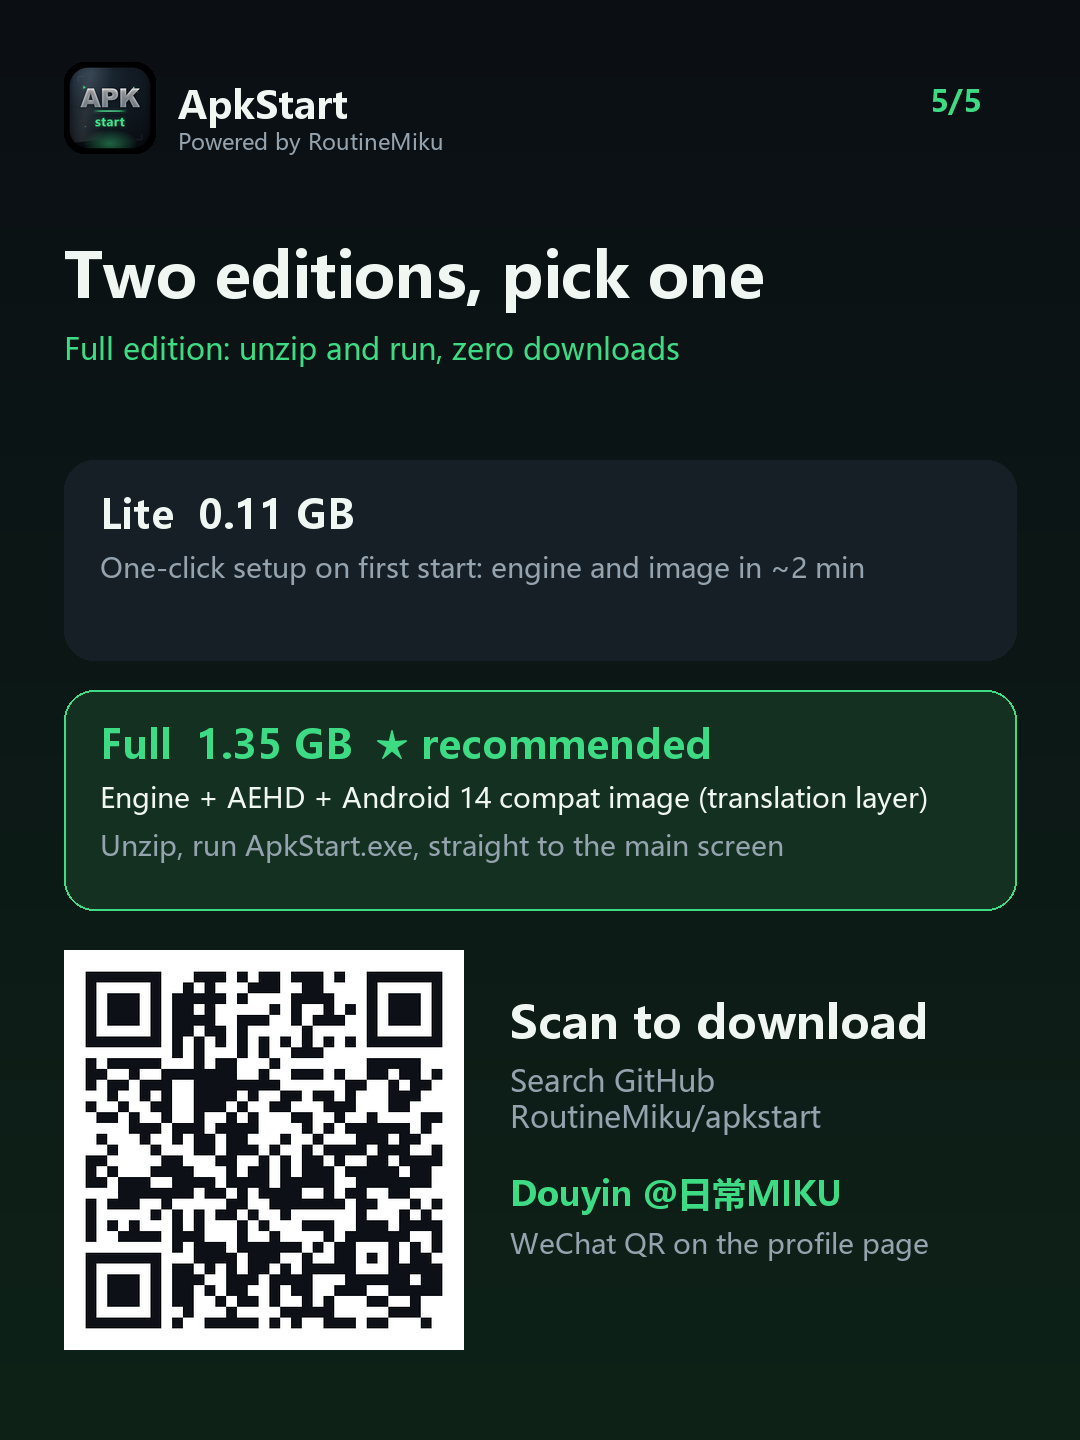 APK
start
ApkStart
Powered by RoutineMiku
5/5
Two editions, pick one
Full edition: unzip and run, zero downloads
Lite 0.11 GB
One-click setup on first start: engine and image in ~2 min
Full 1.35 GB ★ recommended
Engine + AEHD + Android 14 compat image (translation layer)
Unzip, run ApkStart.exe, straight to the main screen
Scan to download
Search GitHub
RoutineMiku/apkstart
Douyin @日常MIKU
WeChat QR on the profile page